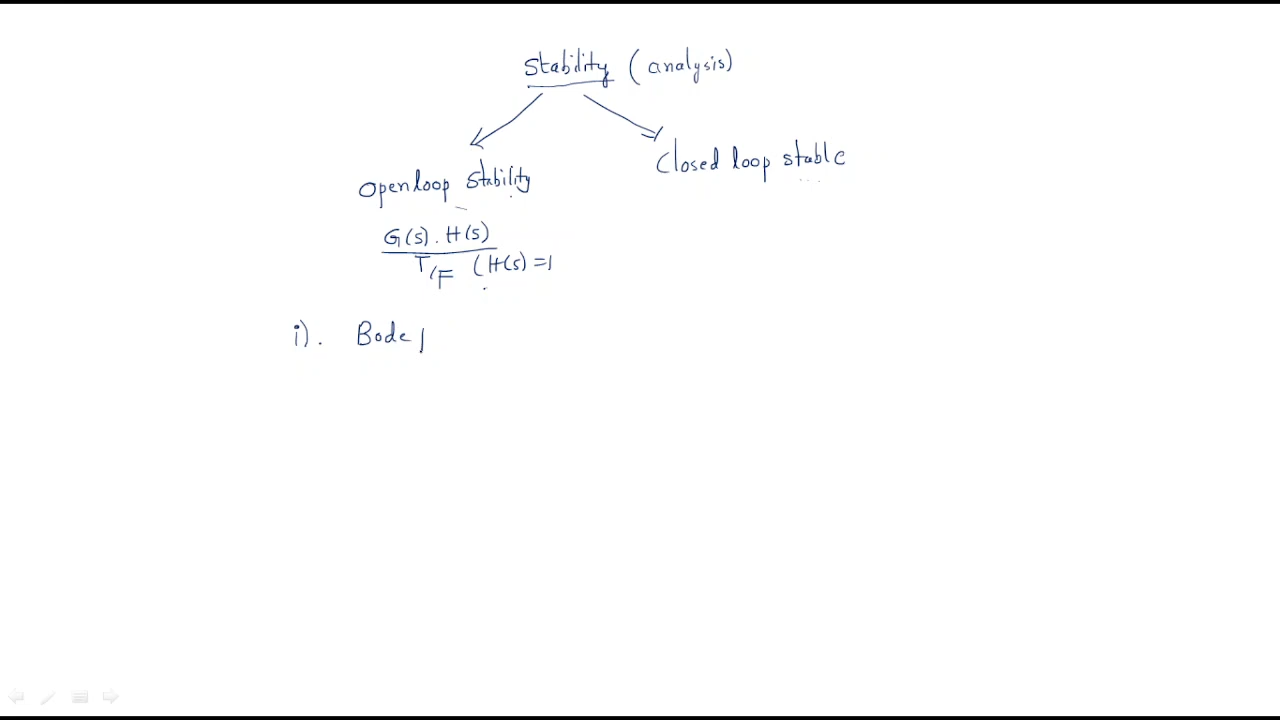 Stability (analysis)
Closed loop stable
Openloop Stability
G(s) . H(s)
T/F (H(s) = 1
i). Bode p